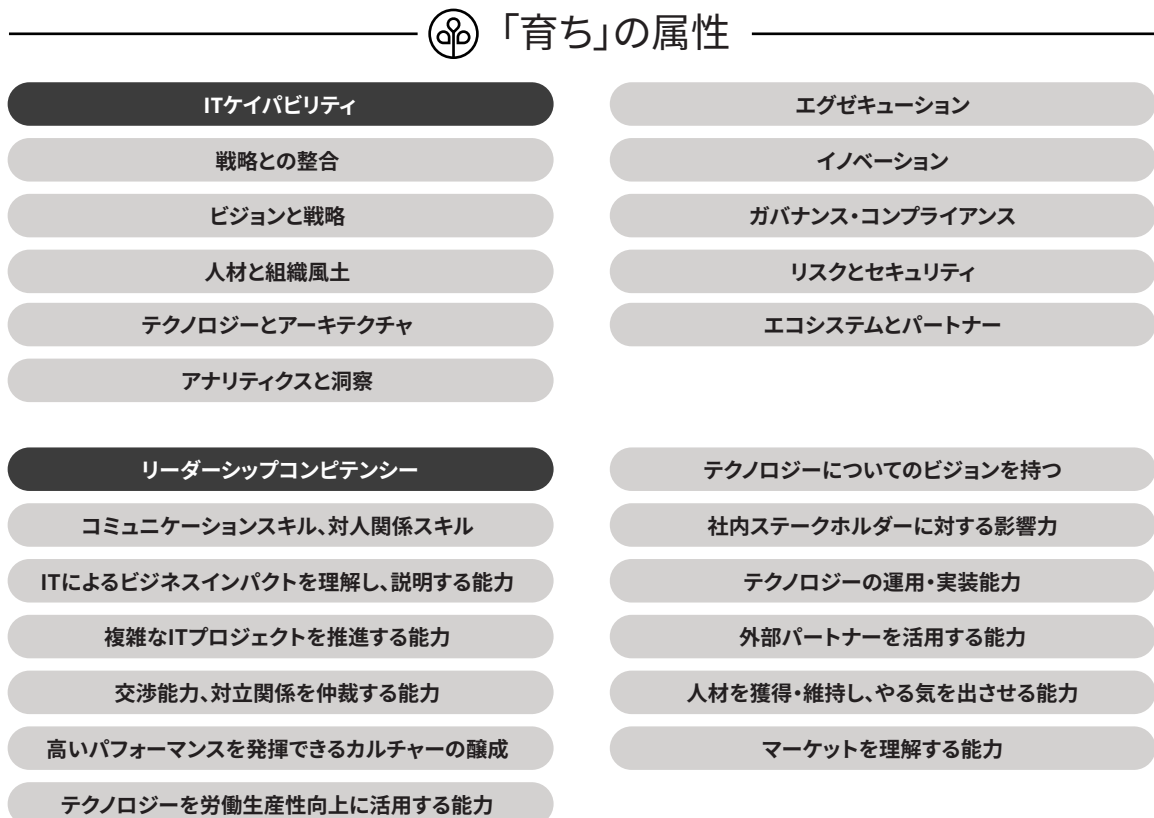 「育ち」の属性
ITケイパビリティ
戦略との整合
ビジョンと戦略
人材と組織風土
テクノロジーとアーキテクチャ
アナリティクスと洞察
エグゼキューション
イノベーション
ガバナンス・コンプライアンス
リスクとセキュリティ
エコシステムとパートナー
リーダーシップコンピテンシー
コミュニケーションスキル、対人関係スキル
ITによるビジネスインパクトを理解し、説明する能力
複雑なITプロジェクトを推進する能力
交渉能力、対立関係を仲裁する能力
高いパフォーマンスを発揮できるカルチャーの醸成
テクノロジーを労働生産性向上に活用する能力
テクノロジーについてのビジョンを持つ
社内ステークホルダーに対する影響力
テクノロジーの運用・実装能力
外部パートナーを活用する能力
人材を獲得・維持し、やる気を出させる能力
マーケットを理解する能力